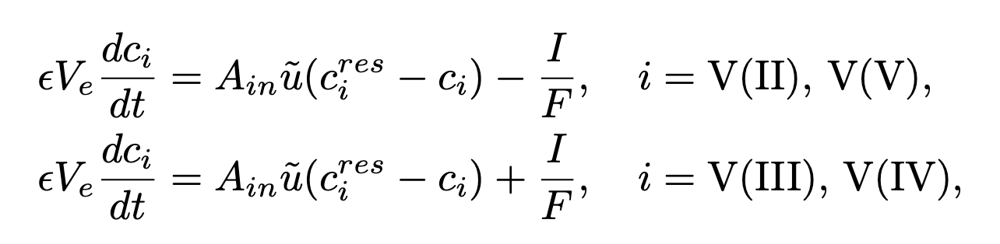 $\epsilon V_e \frac{dc_i}{dt} = A_{in}\tilde{u}(c_i^{res} - c_i) - \frac{I}{F}, \quad i = \mathrm{V(II)}, \mathrm{V(V)},$
$\epsilon V_e \frac{dc_i}{dt} = A_{in}\tilde{u}(c_i^{res} - c_i) + \frac{I}{F}, \quad i = \mathrm{V(III)}, \mathrm{V(IV)},$